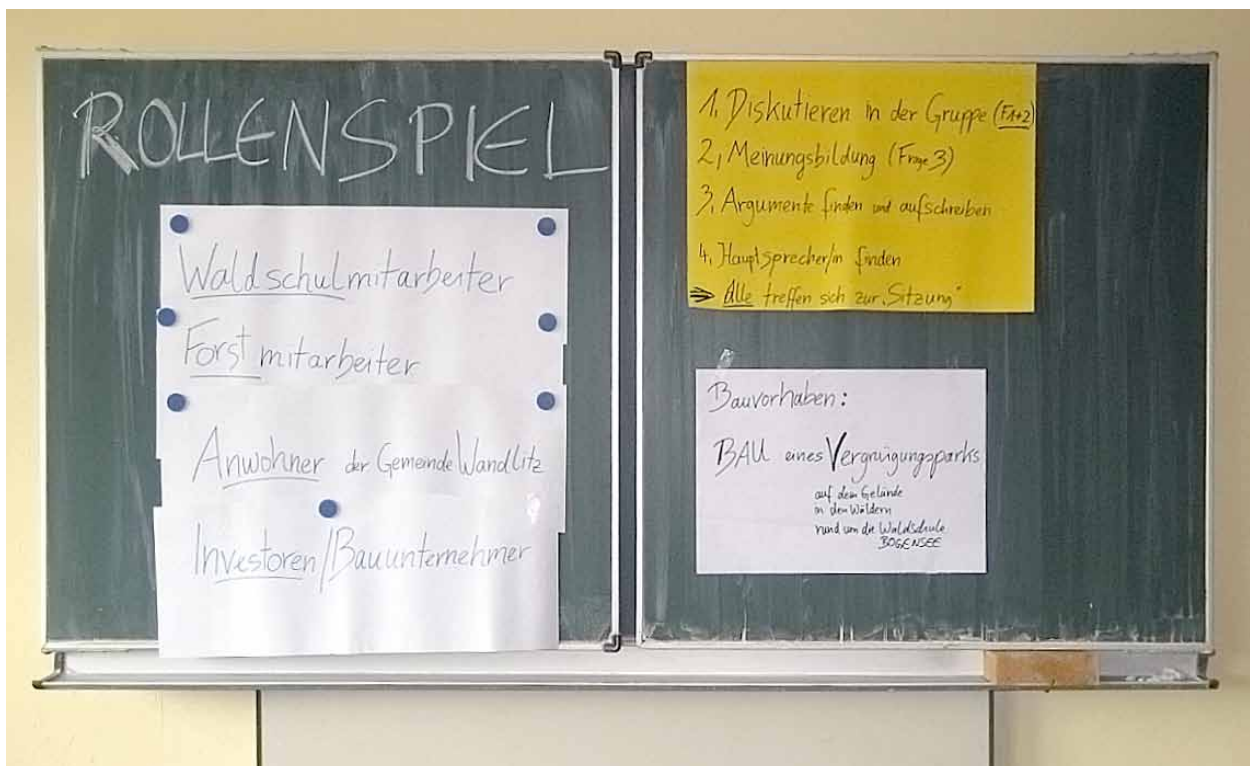 ROLLENSPIEL
Waldschulmitarbeiter
Forstmitarbeiter
Anwohner der Gemeinde Wandlitz
Investoren/Bauunternehmer
1, Diskutieren in der Gruppe (F1+2)
2, Meinungsbildung (Frage 3)
3, Argumente finden und aufschreiben
4, Hauptsprecher/in finden
⇒ Alle treffen sich zur „Sitzung"
Bauvorhaben:
BAU eines Vergnügungsparks
auf dem Gelände
in den Wäldern
rund um die Waldschule
BOGENSEE